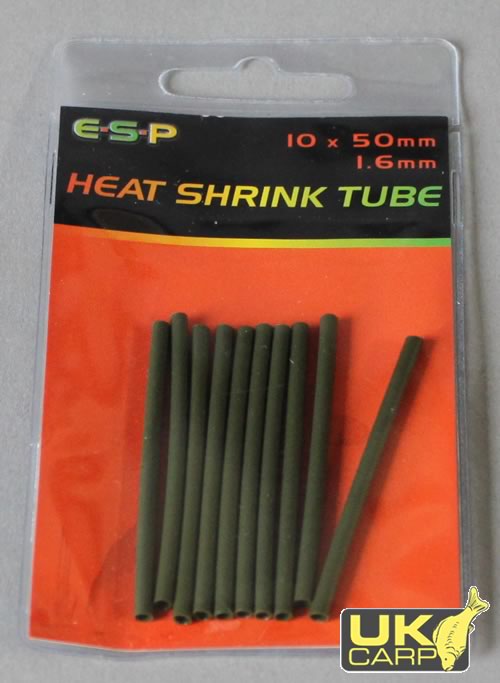 E-S-P
10 x 50mm
1.6mm
HEAT SHRINK TUBE
UK
CARP